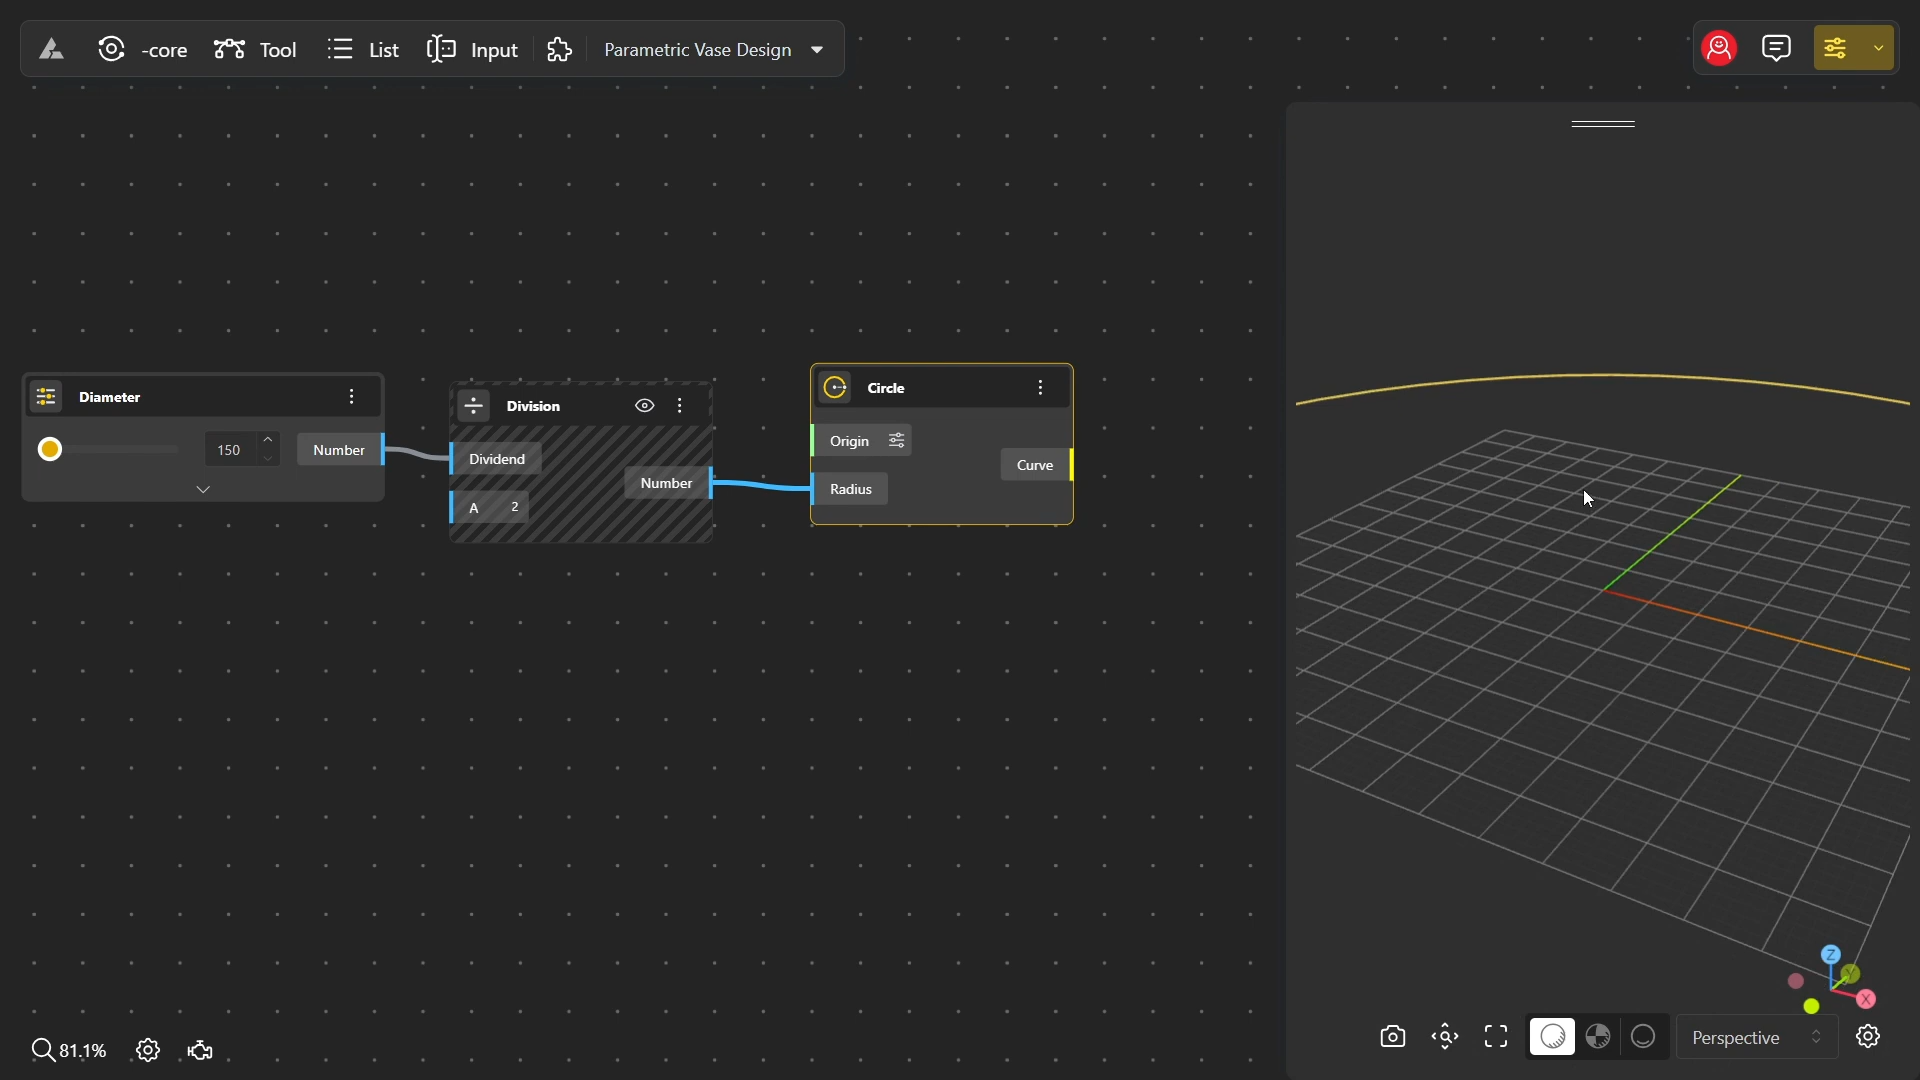 -core
Tool
List
Input
Parametric Vase Design
Diameter
150
Number
Division
Dividend
A 2
Number
Circle
Origin
Radius
Curve
Z
Y
X
81.1%
Perspective